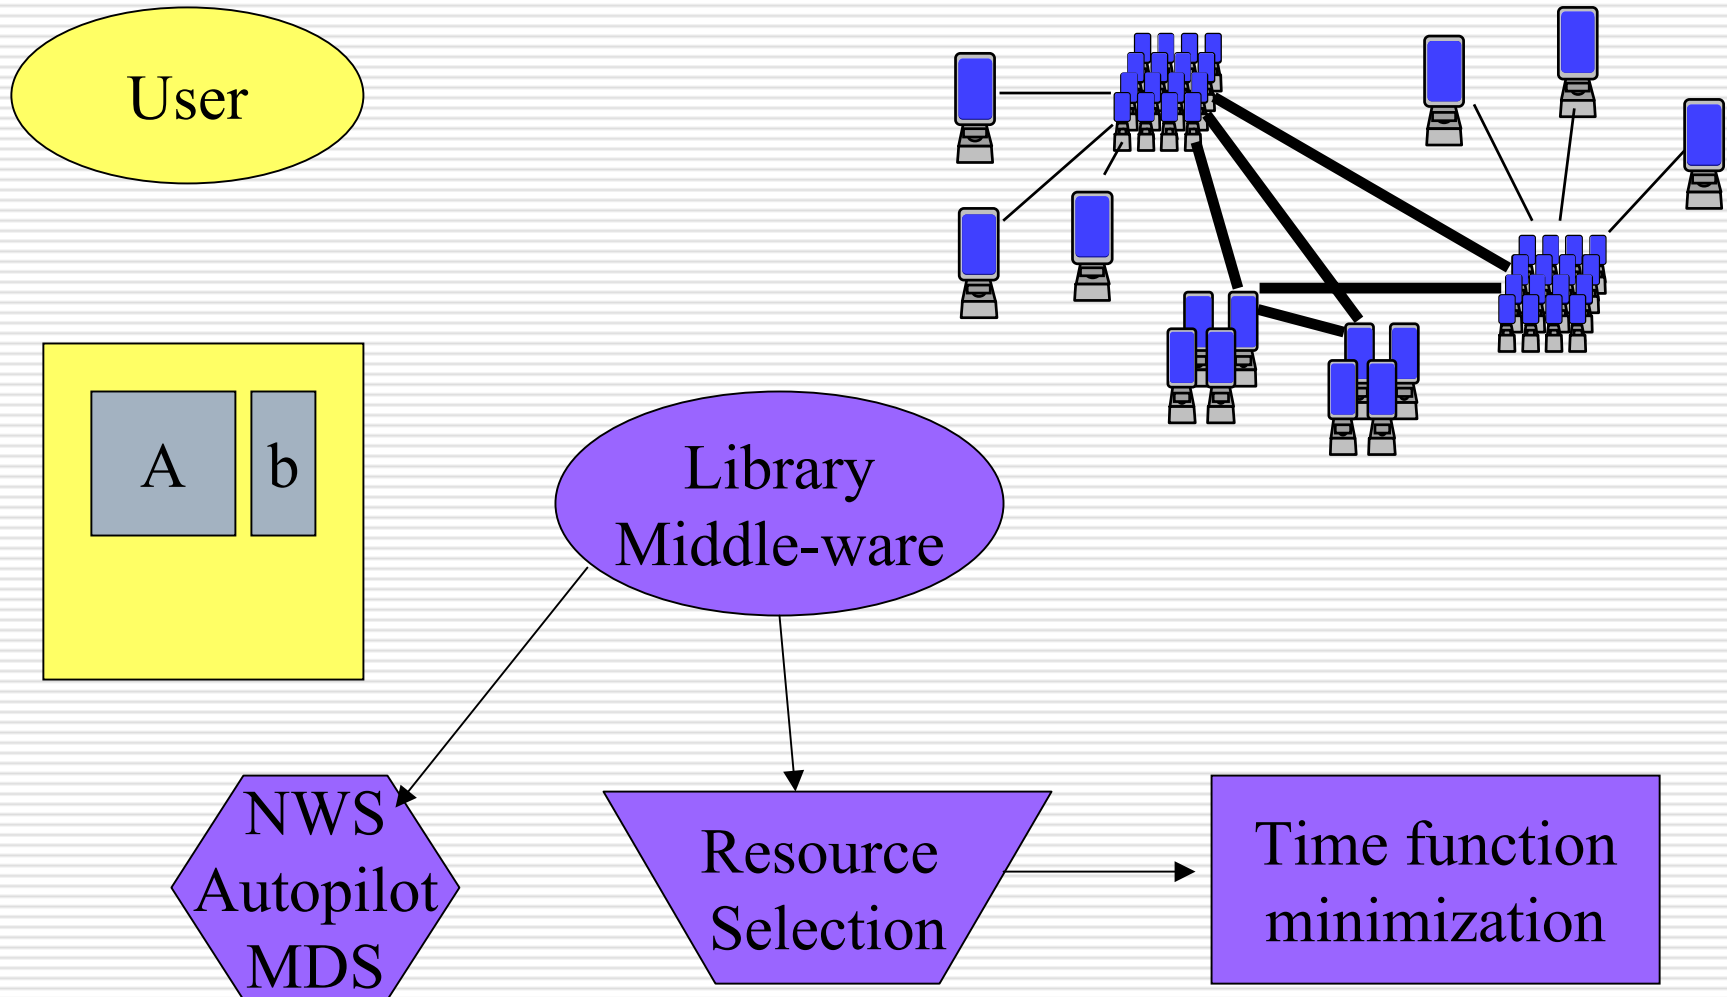 User
A
b
Library
Middle-ware
NWS
Autopilot
MDS
Resource
Selection
Time function
minimization